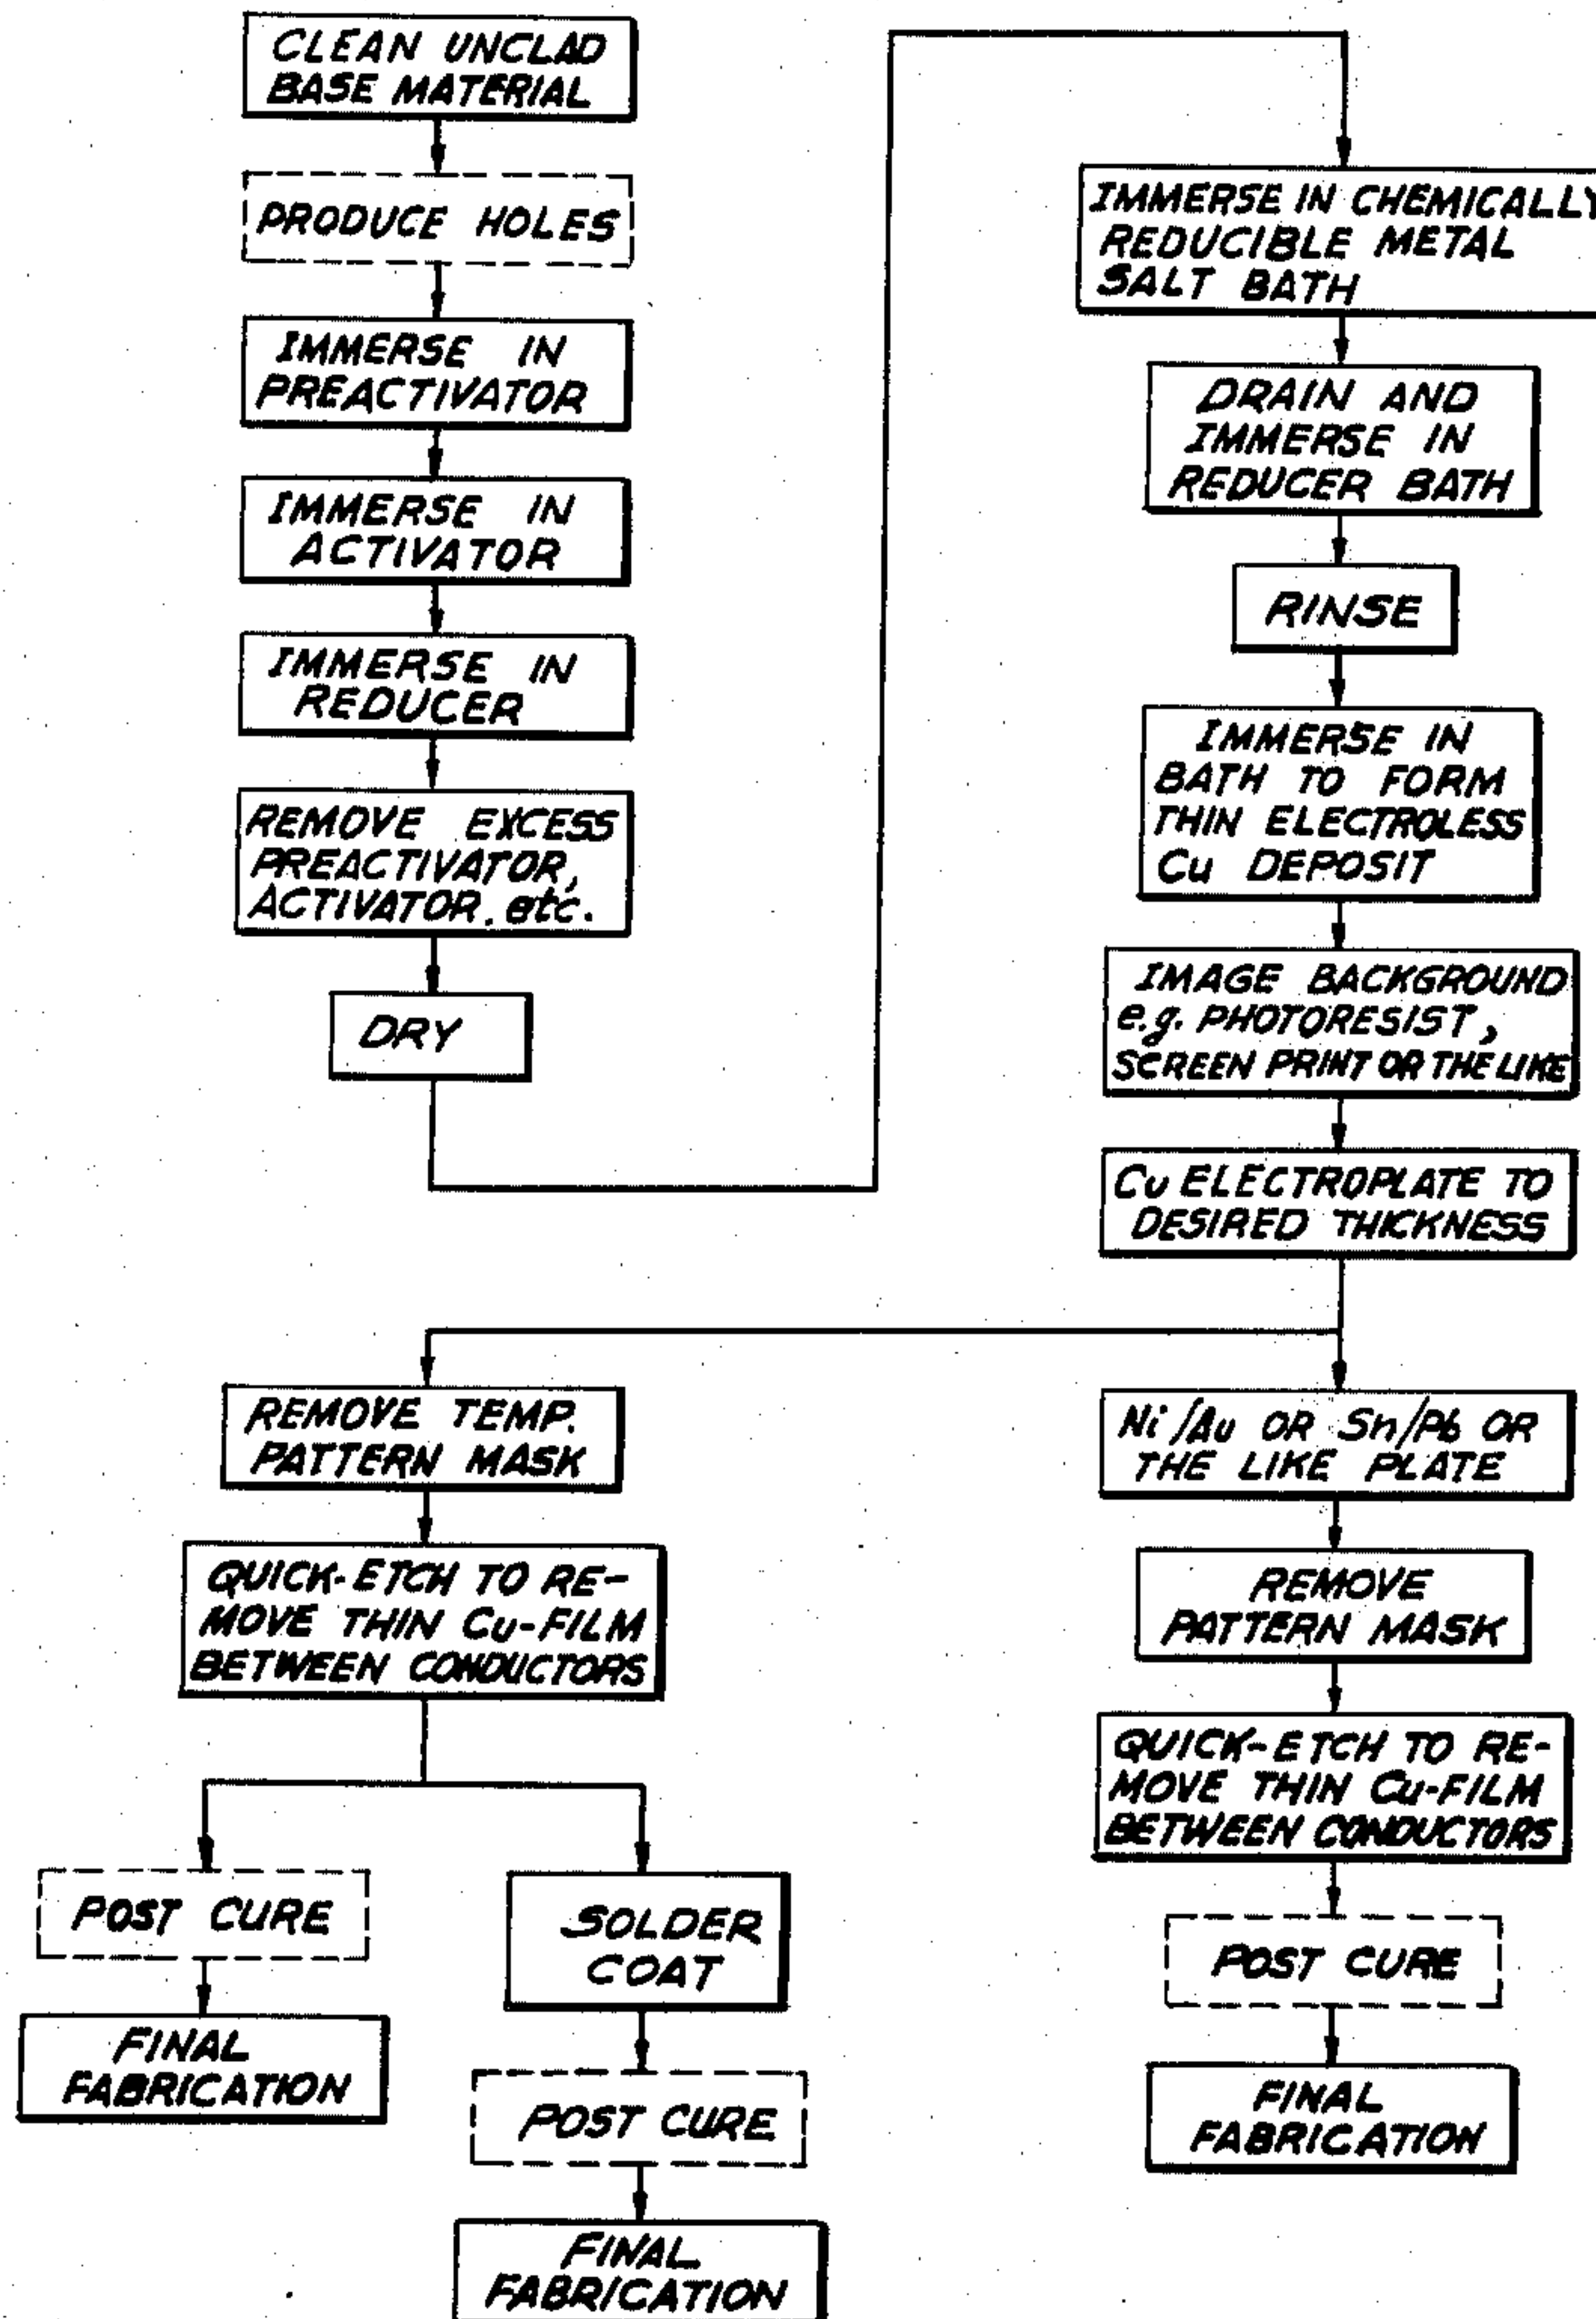 CLEAN UNCLAD
BASE MATERIAL
PRODUCE HOLES
IMMERSE IN
PREACTIVATOR
IMMERSE IN
ACTIVATOR
IMMERSE IN
REDUCER
REMOVE EXCESS
PREACTIVATOR,
ACTIVATOR. etc.
DRY
IMMERSE IN CHEMICALLY
REDUCIBLE METAL
SALT BATH
DRAIN AND
IMMERSE IN
REDUCER BATH
RINSE
IMMERSE IN
BATH TO FORM
THIN ELECTROLESS
Cu DEPOSIT
IMAGE BACKGROUND
e.g. PHOTORESIST,
SCREEN PRINT OR THE LIKE
Cu ELECTROPLATE TO
DESIRED THICKNESS
REMOVE TEMP.
PATTERN MASK
QUICK-ETCH TO RE-
MOVE THIN Cu-FILM
BETWEEN CONDUCTORS
POST CURE
FINAL
FABRICATION
SOLDER
COAT
POST CURE
FINAL
FABRICATION
Ni/Au OR Sn/Pb OR
THE LIKE PLATE
REMOVE
PATTERN MASK
QUICK-ETCH TO RE-
MOVE THIN Cu-FILM
BETWEEN CONDUCTORS
POST CURE
FINAL
FABRICATION